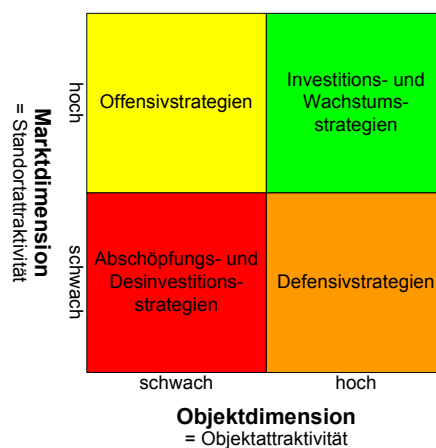 Marktdimension
= Standortattraktivität
hoch
schwach
Offensivstrategien
Investitions- und
Wachstums-
strategien
Abschöpfungs- und
Desinvestitions-
strategien
Defensivstrategien
schwach
hoch
Objektdimension
= Objektattraktivität